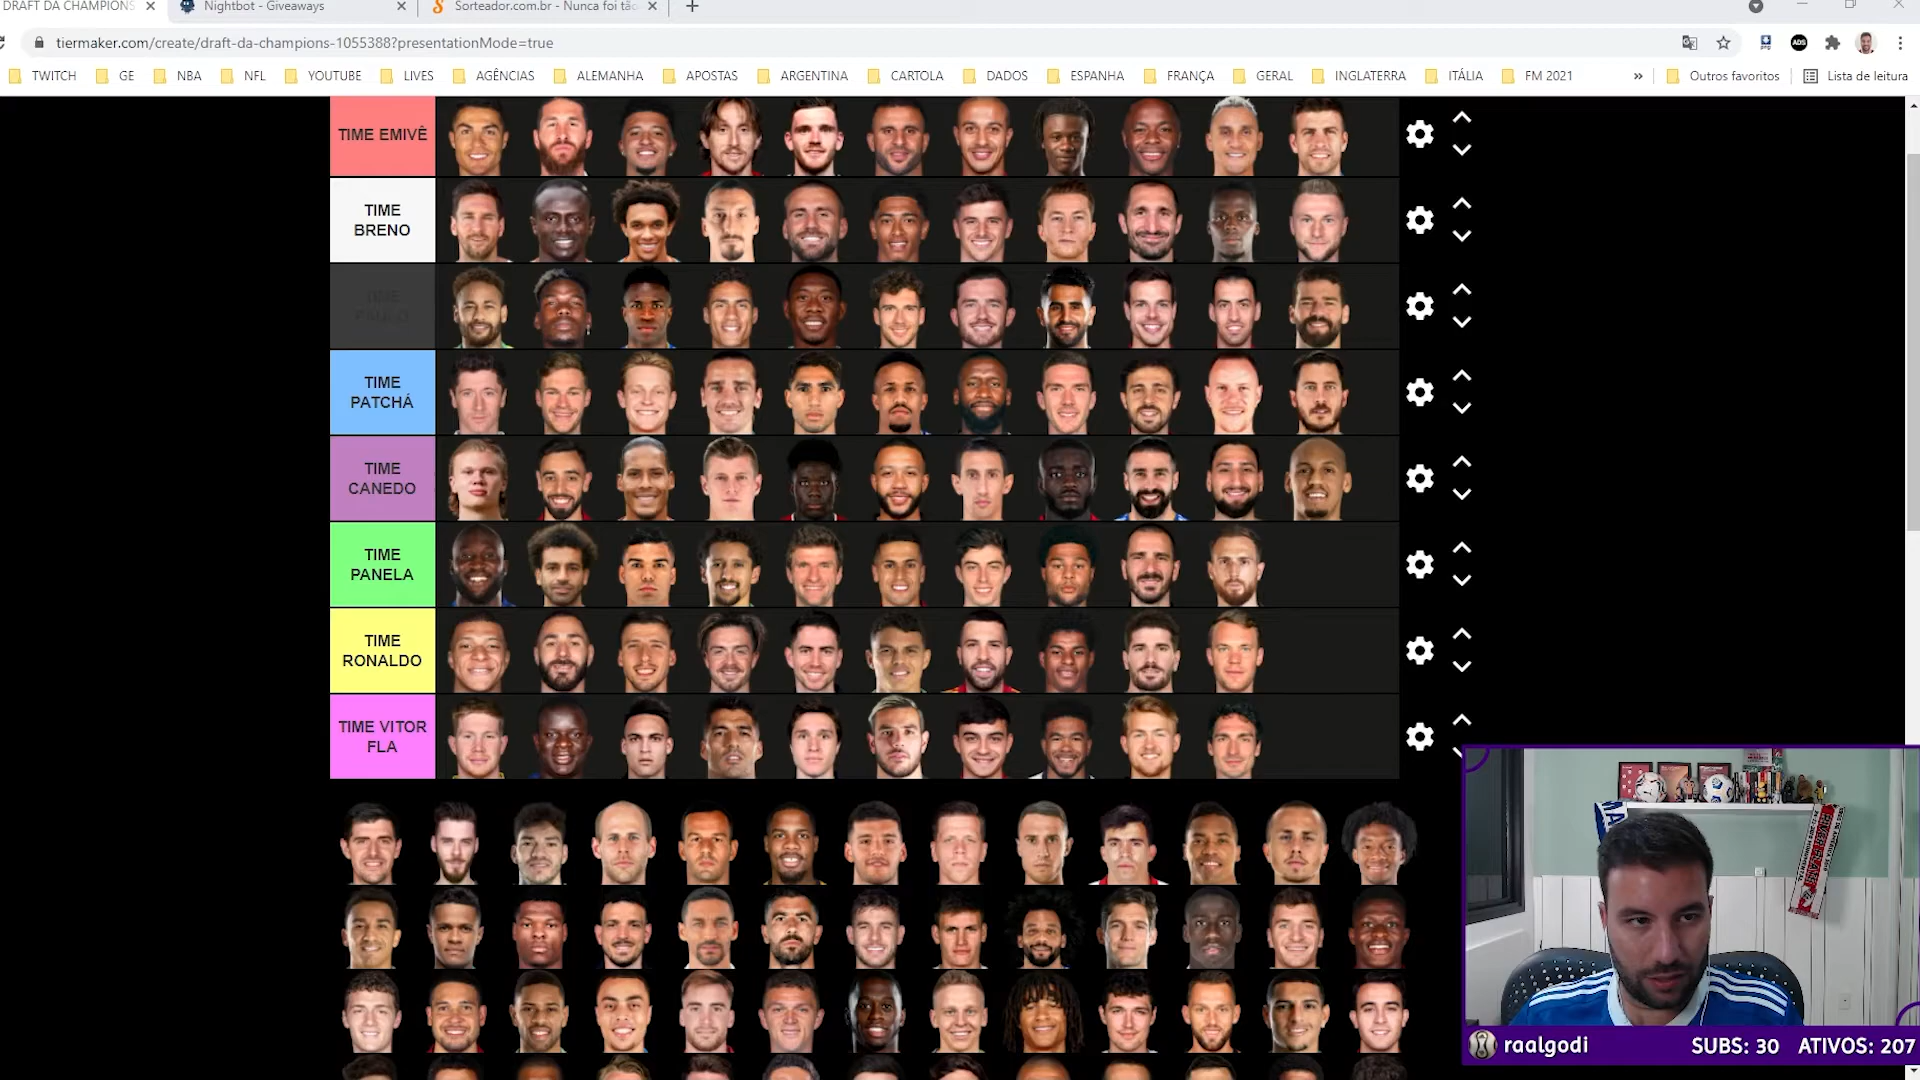 DRAFT DA CHAMPIONS
Nightbot - Giveaways
Sorteador.com.br - Nunca foi tão
tiermaker.com/create/draft-da-champions-1055388?presentationMode=true
TWITCH GE NBA NFL YOUTUBE LIVES AGÊNCIAS ALEMANHA APOSTAS ARGENTINA CARTOLA DADOS ESPANHA FRANÇA GERAL INGLATERRA ITÁLIA FM 2021 » Outros favoritos Lista de leitura
ADS
TIME EMIVÊ
TIME
BRENO
TIME
PAULO
TIME
PATCHÁ
TIME
CANEDO
TIME
PANELA
TIME
RONALDO
TIME VITOR
FLA
raalgodi SUBS: 30 ATIVOS: 207